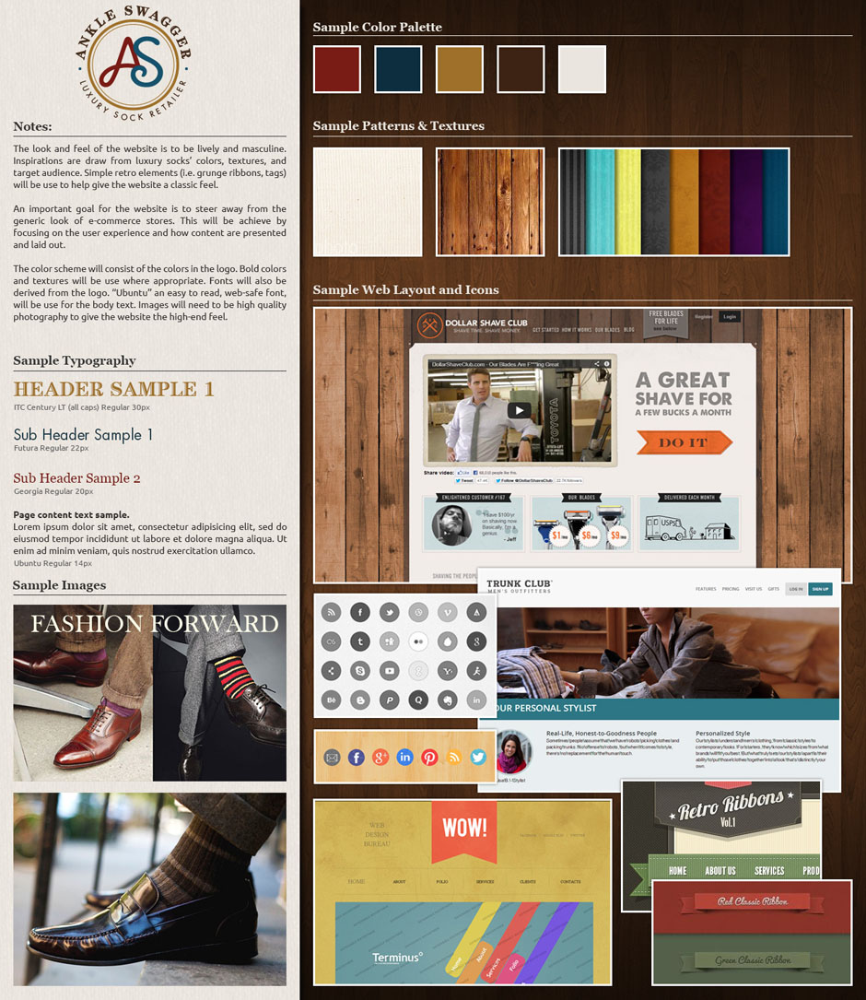 ANKLE SWAGGER
AS
LUXURY SOCK RETAILER
Notes:
The look and feel of the website is to be lively and masculine.
Inspirations are draw from luxury socks’ colors, textures, and
target audience. Simple retro elements (i.e. grunge ribbons, tags)
will be use to help give the website a classic feel.
An important goal for the website is to steer away from the
generic look of e-commerce stores. This will be achieve by
focusing on the user experience and how content are presented
and laid out.
The color scheme will consist of the colors in the logo. Bold colors
and textures will be use where appropriate. Fonts will also be
derived from the logo. “Ubuntu” an easy to read, web-safe font,
will be use for the body text. Images will need to be high quality
photography to give the website the high-end feel.
Sample Typography
HEADER SAMPLE 1
ITC Century LT (all caps) Regular 30px
Sub Header Sample 1
Futura Regular 22px
Sub Header Sample 2
Georgia Regular 20px
Page content text sample.
Lorem ipsum dolor sit amet, consectetur adipisicing elit, sed do
eiusmod tempor incididunt ut labore et dolore magna aliqua. Ut
enim ad minim veniam, quis nostrud exercitation ullamco.
Ubuntu Regular 14px
Sample Images
FASHION FORWARD
Sample Color Palette
Sample Patterns & Textures
Sample Web Layout and Icons
DOLLAR SHAVE CLUB
SHAVE TIME. SHAVE MONEY.
GET STARTED HOW IT WORKS OUR BLADES BLOG
FREE BLADES
FOR LIFE
see below
Register
Login
DollarShaveClub.com - Our Blades Are F***ing Great
TOYOTA
A GREAT
SHAVE FOR
A FEW BUCKS A MONTH
DO IT
Share video:
Like
people like this.
Tweet
Follow @DollarShaveClub
followers
ENLIGHTENED CUSTOMER /167
I save $100/yr
on shaving now.
Basically, I'm a
genius.
- Jeff
OUR BLADES
$1
$6
$9
DELIVERED EACH MONTH
USPS
SHAVING THE PEOPL
TRUNK CLUB
MEN'S OUTFITTERS
FEATURES PRICING VISIT US GIFTS LOG IN SIGN UP
OUR PERSONAL STYLIST
Real-Life, Honest-to-Goodness People
Personalized Style
WEB
DESIGN
BUREAU
WOW!
HOME ABOUT FOLIO SERVICES CLIENTS CONTACTS
Terminus°
Home
About
Services
Folio
Retro Ribbons
Vol.1
HOME ABOUT US SERVICES PROD
Red Classic Ribbon
Green Classic Ribbon